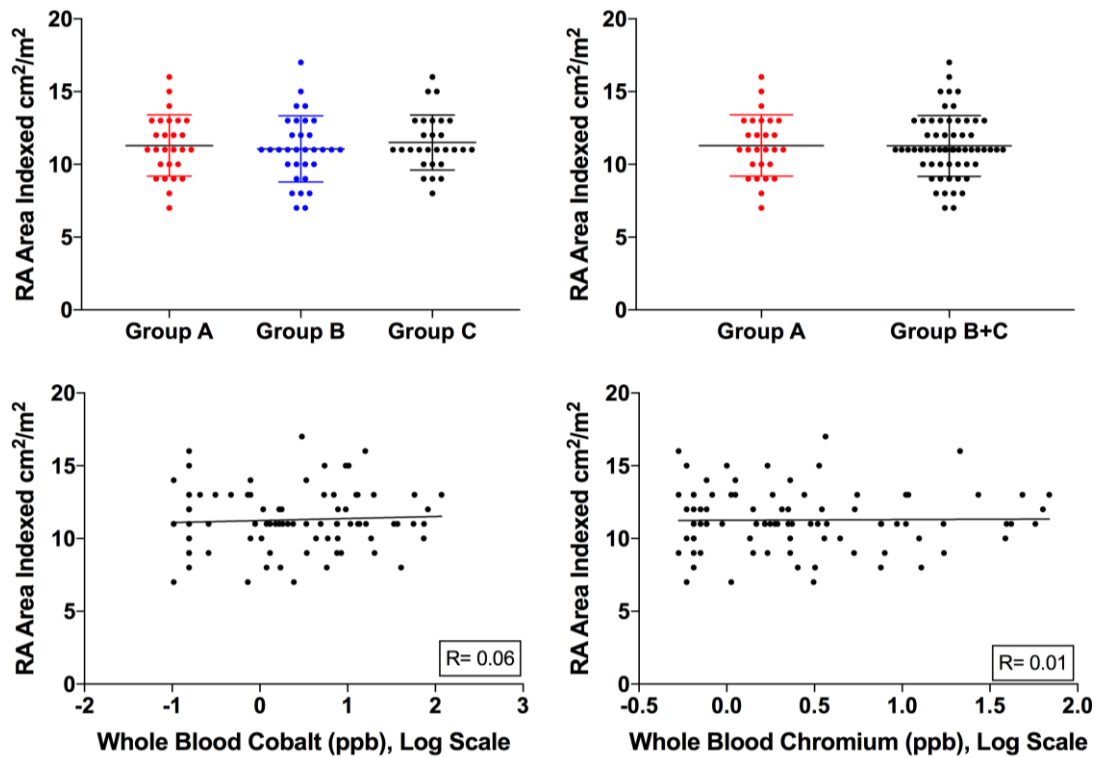 RA Area Indexed cm²/m²
20
15
10
5
0
Group A Group B Group C
RA Area Indexed cm²/m²
20
15
10
5
0
Group A Group B+C
RA Area Indexed cm²/m²
20
15
10
5
0
R= 0.06
-2 -1 0 1 2 3
Whole Blood Cobalt (ppb), Log Scale
RA Area Indexed cm²/m²
20
15
10
5
0
R= 0.01
-0.5 0.0 0.5 1.0 1.5 2.0
Whole Blood Chromium (ppb), Log Scale